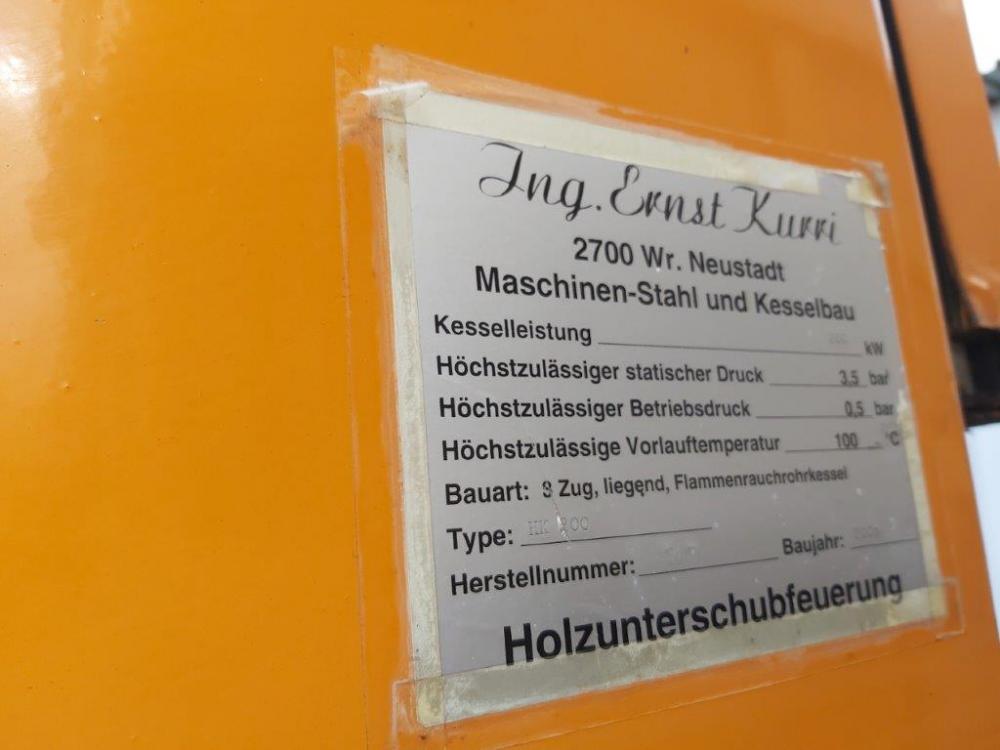 Ing. Ernst Kurri
2700 Wr. Neustadt
Maschinen-Stahl und Kesselbau
Kesselleistung kW
Höchstzulässiger statischer Druck 3,5 bar
Höchstzulässiger Betriebsdruck 0,5 bar
Höchstzulässige Vorlauftemperatur 100 °C
Bauart: Zug, liegend, Flammenrauchrohrkessel
Type: HK
Herstellnummer: Baujahr:
Holzunterschubfeuerung